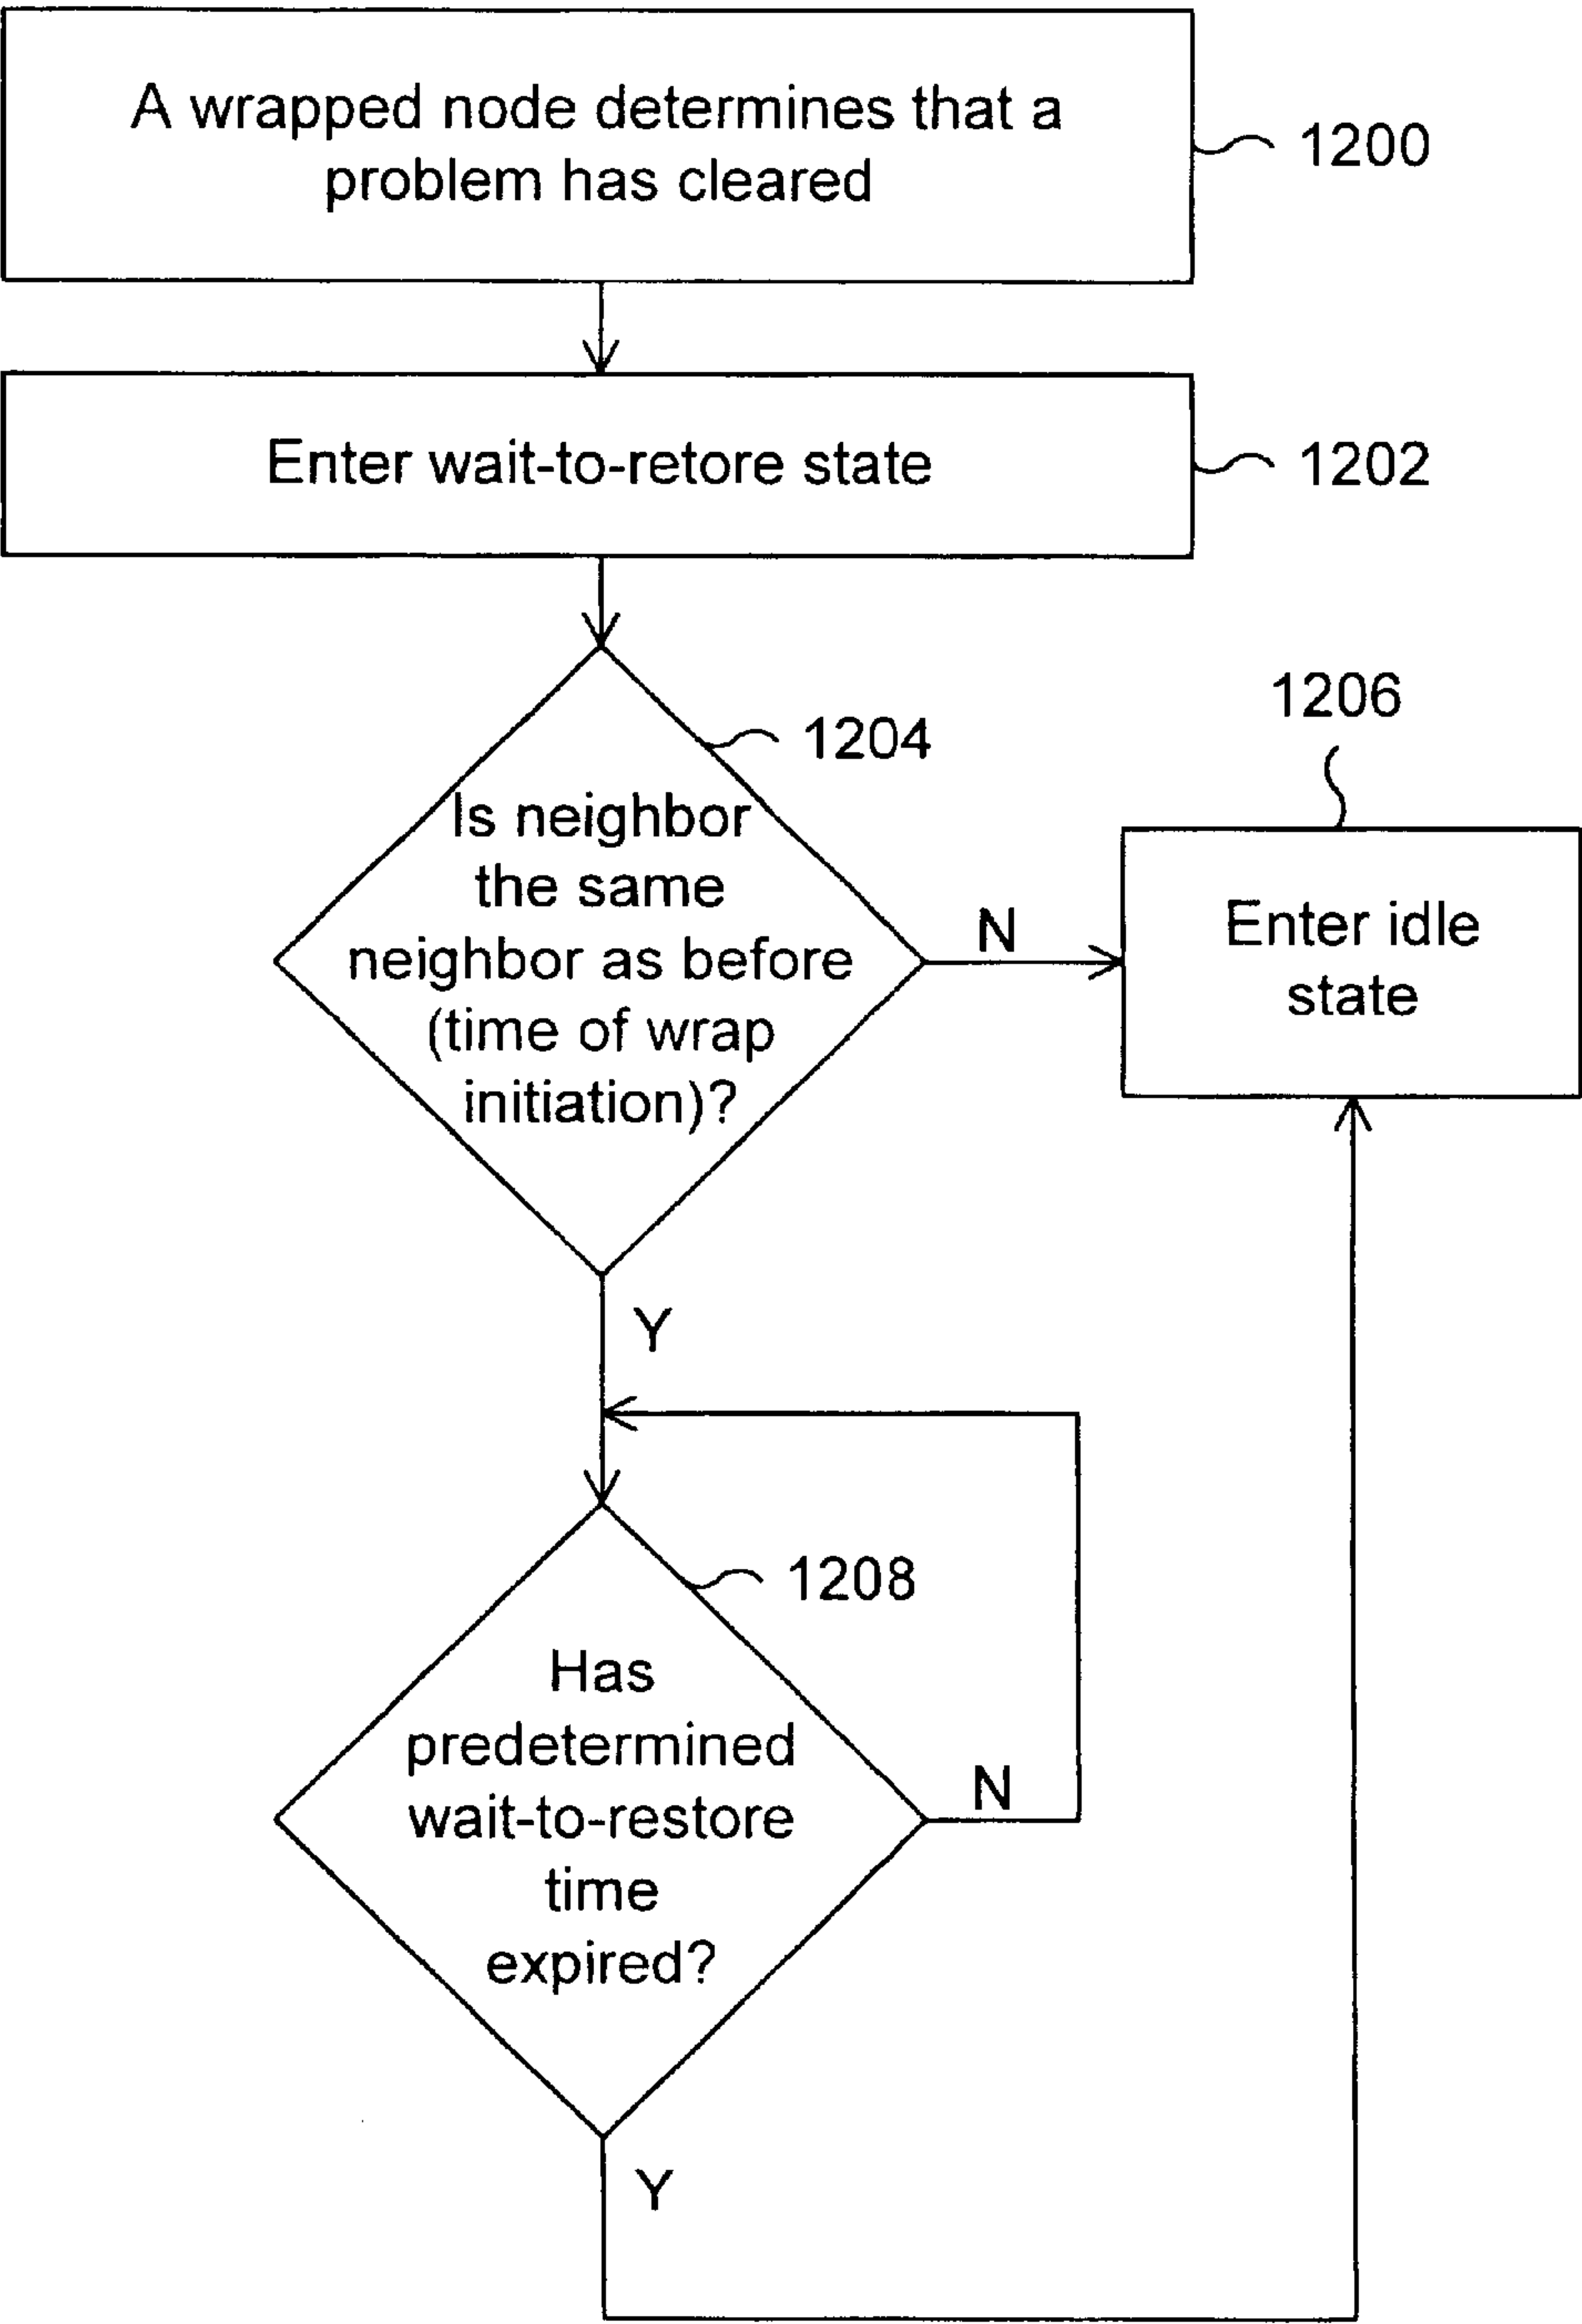 A wrapped node determines that a
problem has cleared
1200
Enter wait-to-retore state
1202
1204
Is neighbor
the same
neighbor as before
(time of wrap
initiation)?
N
1206
Enter idle
state
Y
1208
Has
predetermined
wait-to-restore
time
expired?
N
Y